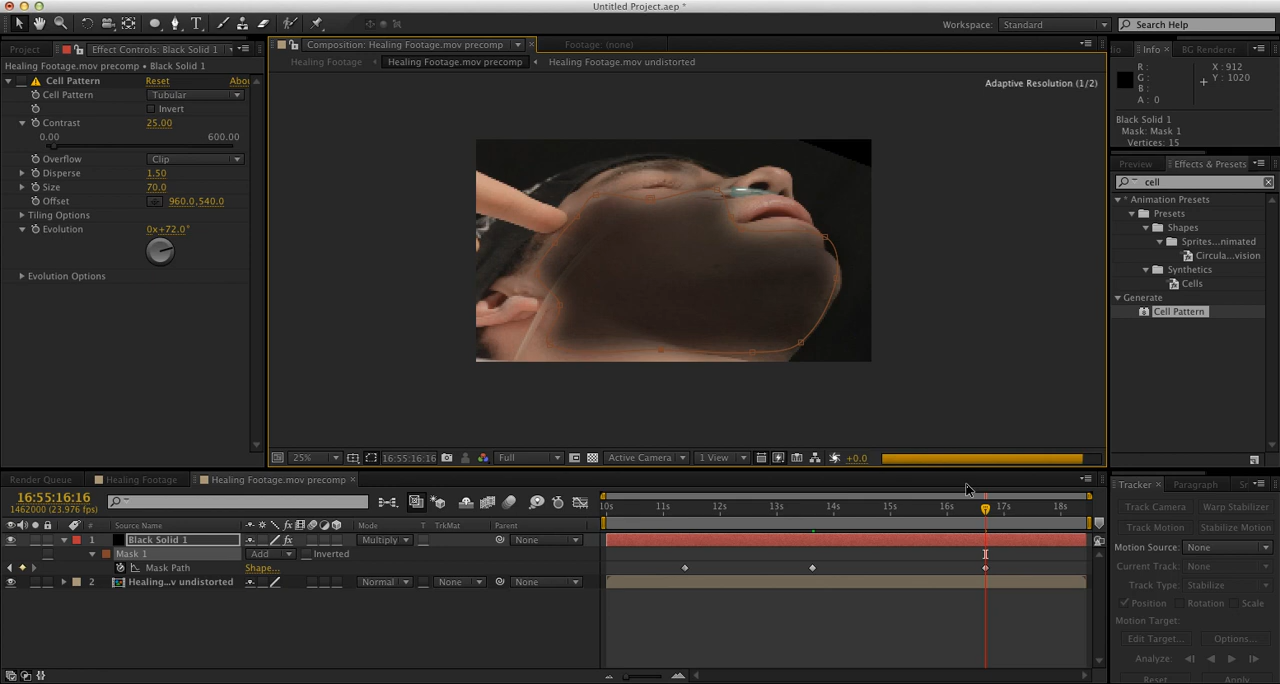 Untitled Project.aep *
Workspace: Standard
Search Help
Project
Effect Controls: Black Solid 1
Healing Footage.mov precomp • Black Solid 1
Cell Pattern Reset Abou
Cell Pattern Tubular
Invert
Contrast 25.00
0.00 600.00
Overflow Clip
Disperse 1.50
Size 70.0
Offset 960.0,540.0
Tiling Options
Evolution 0x+72.0°
Evolution Options
Composition: Healing Footage.mov precomp
Footage: (none)
Healing Footage Healing Footage.mov precomp Healing Footage.mov undistorted
Adaptive Resolution (1/2)
25% 16:55:16:16 Full Active Camera 1 View +0.0
Info BG Renderer
R : X : 912
G : Y : 1020
B :
A : 0
Black Solid 1
Mask: Mask 1
Vertices: 15
Preview Effects & Presets
cell
* Animation Presets
Presets
Shapes
Sprites...nimated
Circula...vision
Synthetics
Cells
Generate
Cell Pattern
Render Queue Healing Footage Healing Footage.mov precomp
16:55:16:16
1462000 (23.976 fps)
# Source Name Mode T TrkMat Parent
10s 11s 12s 13s 14s 15s 16s 17s 18s
1 Black Solid 1 Multiply None
Mask 1 Add Inverted
Mask Path Shape...
2 Healing...v undistorted Normal None None
Tracker Paragraph Sr
Track Camera Warp Stabilizer
Track Motion Stabilize Motion
Motion Source: None
Current Track: None
Track Type: Stabilize
Position Rotation Scale
Motion Target:
Edit Target... Options...
Analyze:
Reset Apply